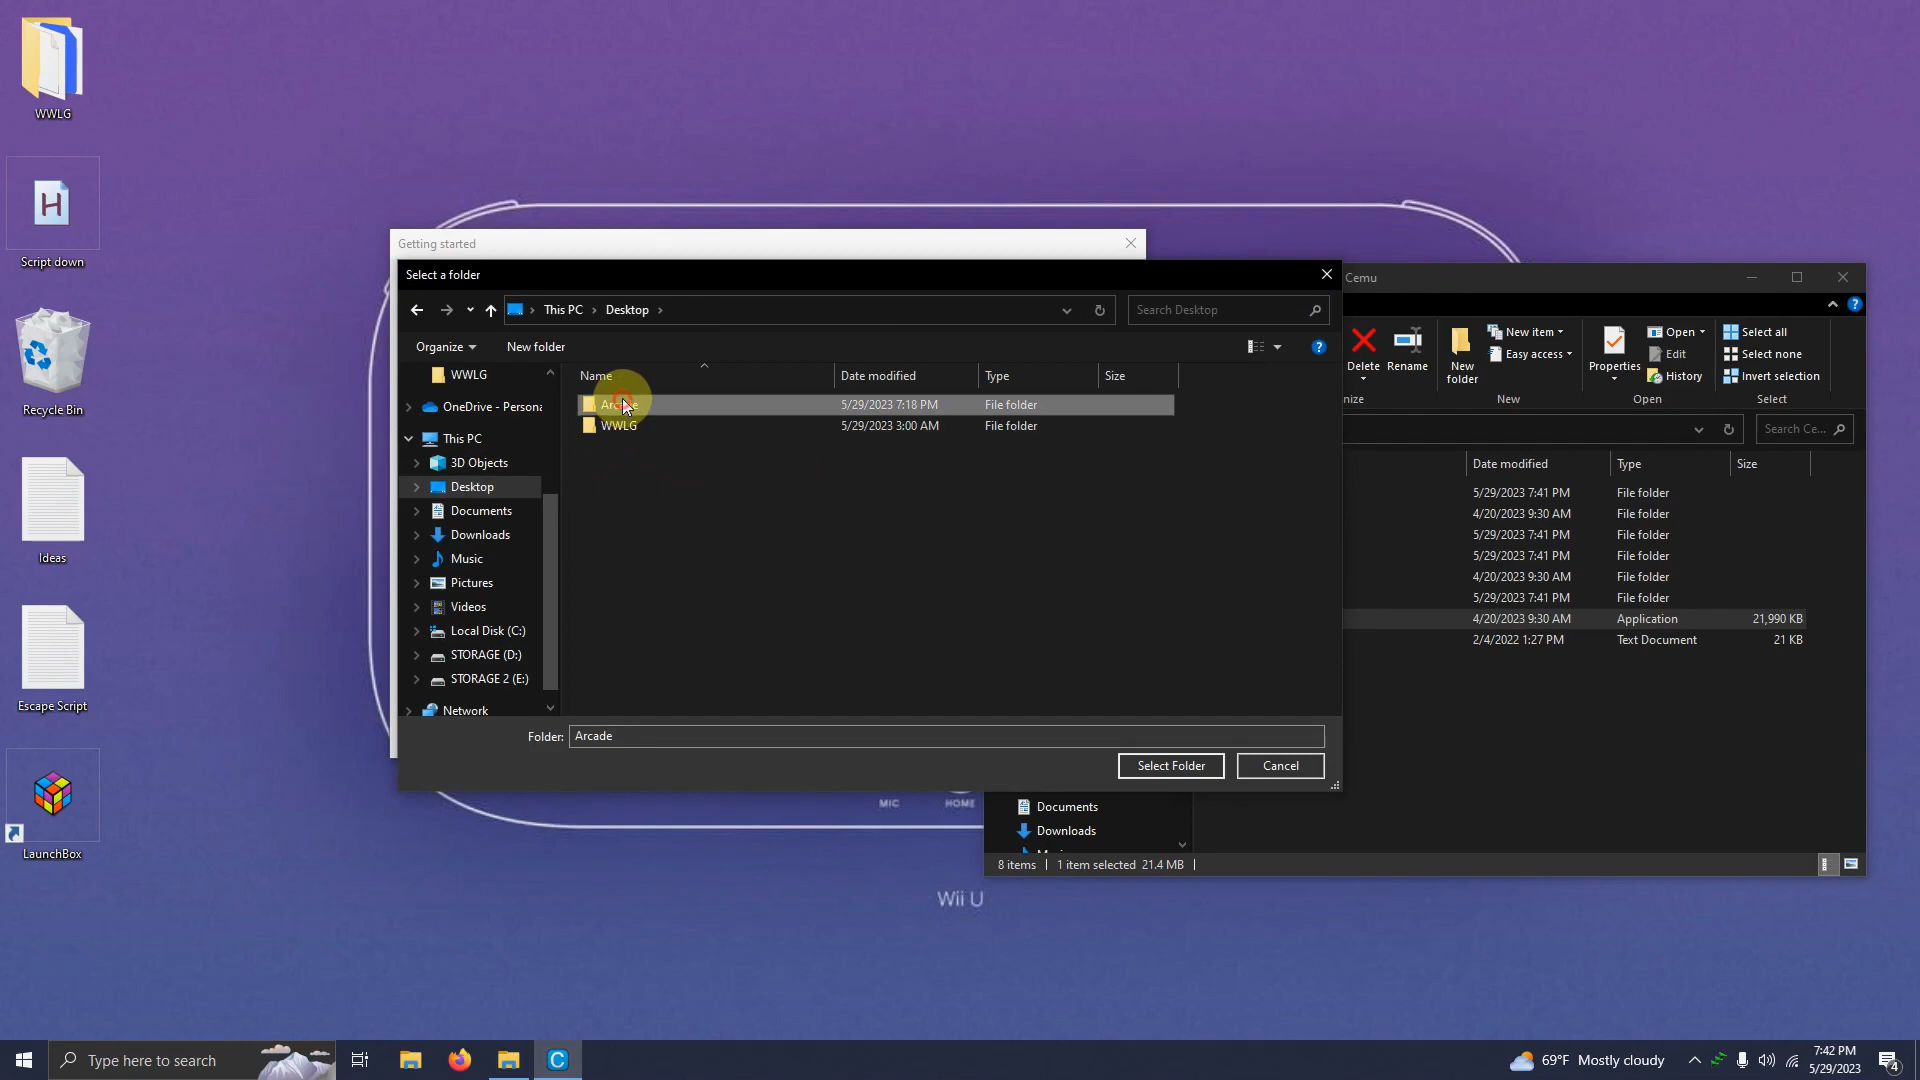 WWLG
Script down
Recycle Bin
Ideas
Escape Script
LaunchBox
Getting started
Select a folder
This PC
Desktop
Search Desktop
Organize
New folder
WWLG
OneDrive - Persona
This PC
3D Objects
Desktop
Documents
Downloads
Music
Pictures
Videos
Local Disk (C:)
STORAGE (D:)
STORAGE 2 (E:)
Network
Name
Date modified
Type
Size
Arcade
5/29/2023 7:18 PM
File folder
WWLG
5/29/2023 3:00 AM
File folder
Folder:
Arcade
Select Folder
Cancel
Cemu
Delete
Rename
New folder
New item
Easy access
Properties
Open
Edit
History
Select all
Select none
Invert selection
nize
New
Open
Select
Search Ce...
Date modified
Type
Size
5/29/2023 7:41 PM
File folder
4/20/2023 9:30 AM
File folder
5/29/2023 7:41 PM
File folder
5/29/2023 7:41 PM
File folder
4/20/2023 9:30 AM
File folder
5/29/2023 7:41 PM
File folder
4/20/2023 9:30 AM
Application
21,990 KB
2/4/2022 1:27 PM
Text Document
21 KB
Documents
Downloads
8 items
1 item selected 21.4 MB
MIC
HOME
Wii U
Type here to search
69°F Mostly cloudy
7:42 PM
5/29/2023
4